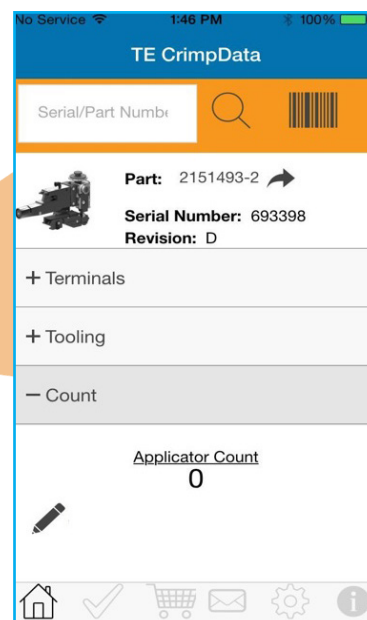 No Service 1:46 PM 100%
TE CrimpData
Serial/Part Numbe
Part: 2151493-2
Serial Number: 693398
Revision: D
+ Terminals
+ Tooling
− Count
Applicator Count
0